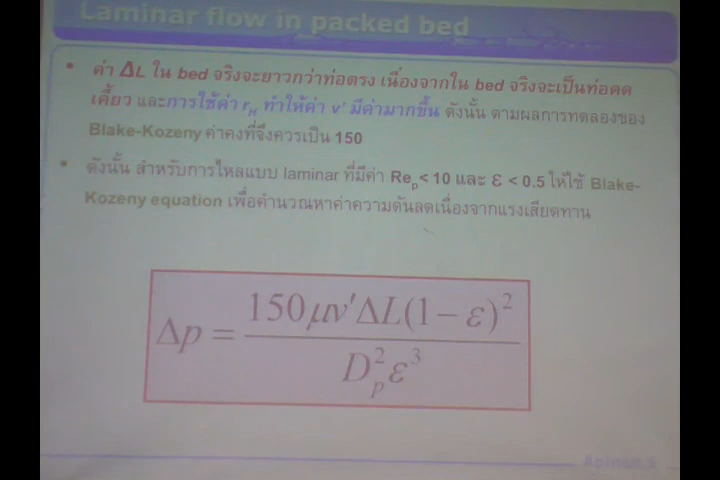 Laminar flow in packed bed
• ค่า ΔL ใน bed จริงจะยาวกว่าท่อตรง เนื่องจากใน bed จริงจะเป็นท่อคด
เคี้ยว และการใช้ค่า r_H ทำให้ค่า v' มีค่ามากขึ้น ดังนั้น ตามผลการทดลองของ
Blake-Kozeny ค่าคงที่จึงควรเป็น 150
• ดังนั้น สำหรับการไหลแบบ laminar ที่มีค่า Re_p < 10 และ ε < 0.5 ให้ใช้ Blake-
Kozeny equation เพื่อคำนวณหาค่าความดันลดเนื่องจากแรงเสียดทาน
Δp = 150μv'ΔL(1 − ε)² / D_p² ε³
Apinan.S